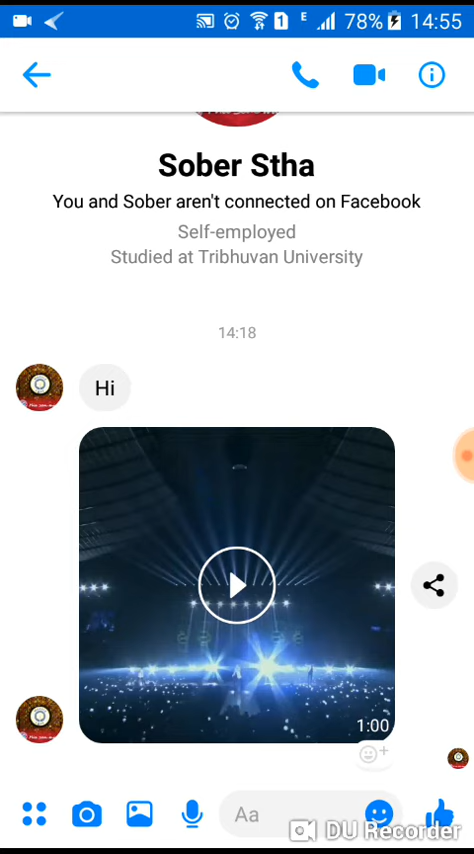 1 E 78% 14:55
Sober Stha
You and Sober aren't connected on Facebook
Self-employed
Studied at Tribhuvan University
14:18
Hi
1:00
Aa
DU Recorder